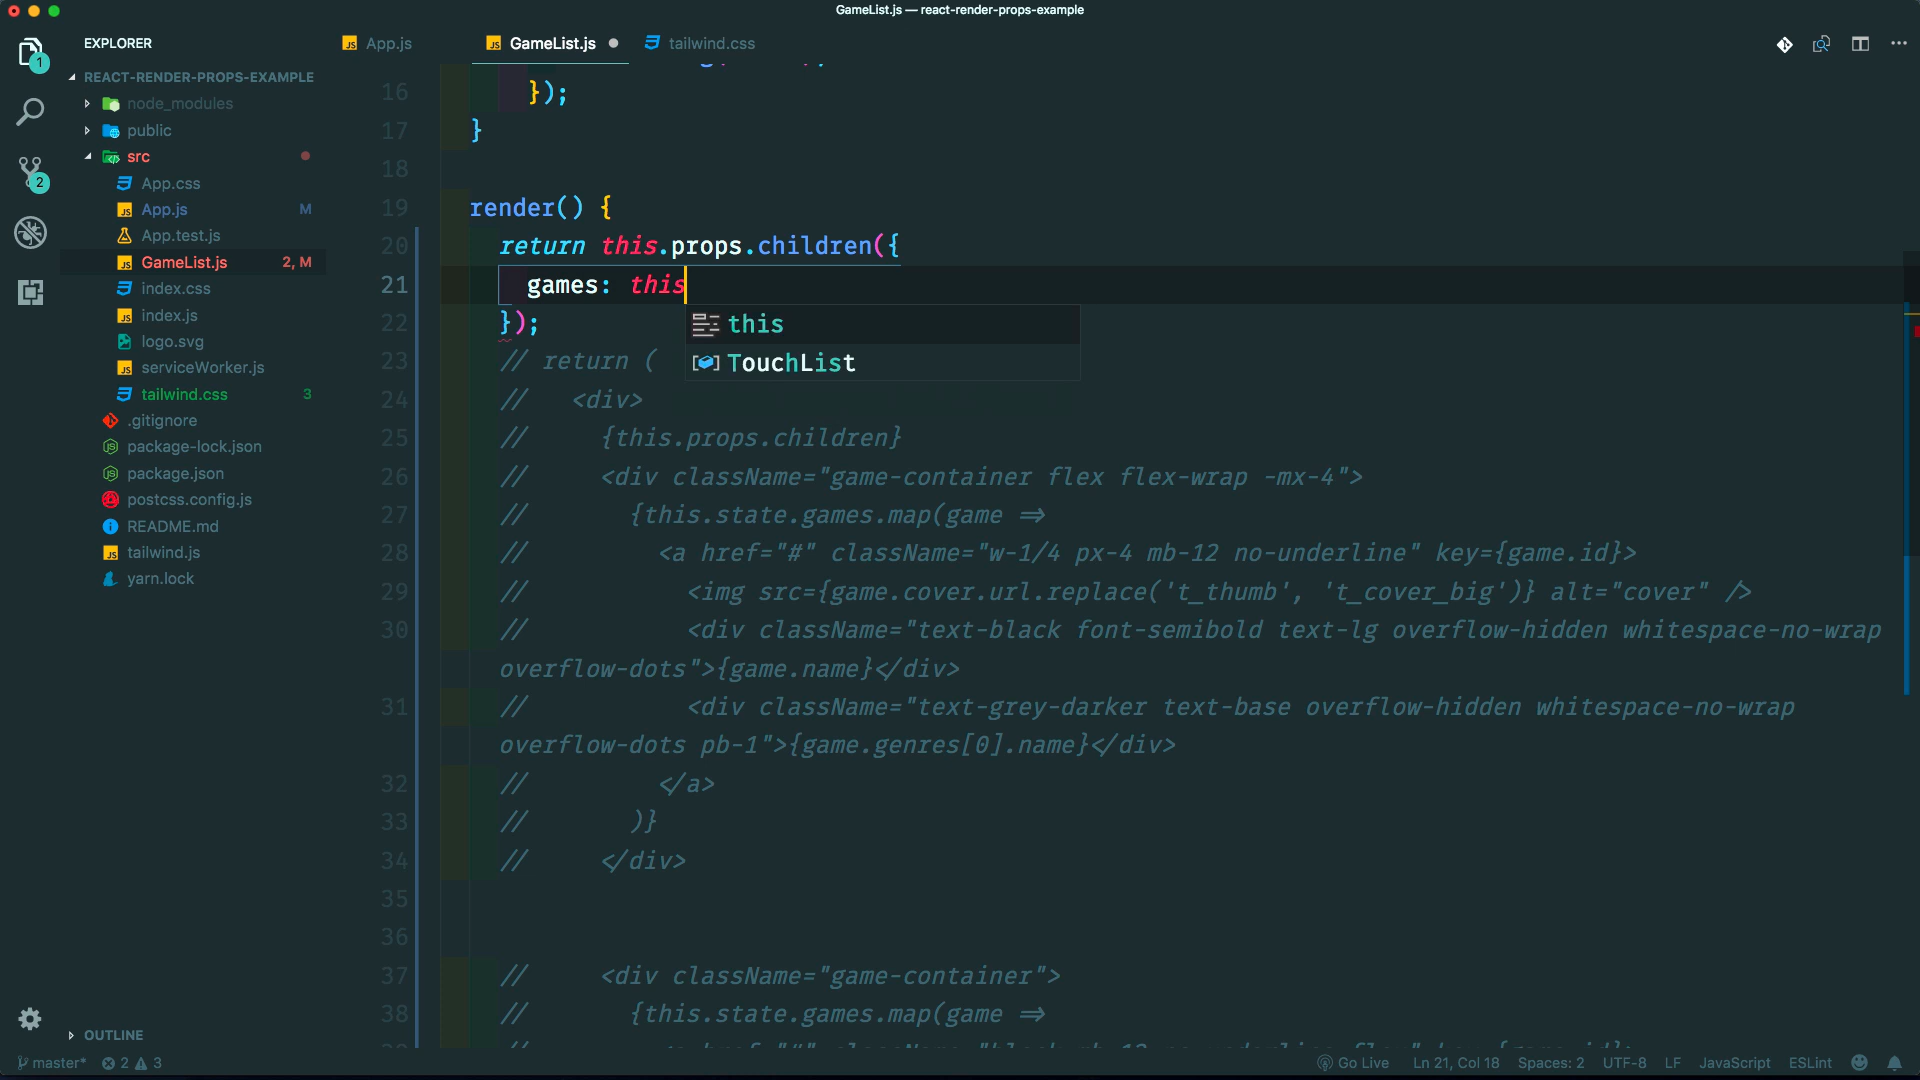 GameList.js — react-render-props-example
EXPLORER
App.js
GameList.js
tailwind.css
1
REACT-RENDER-PROPS-EXAMPLE
node_modules
public
src
2
App.css
App.js M
App.test.js
GameList.js 2, M
index.css
index.js
logo.svg
serviceWorker.js
tailwind.css 3
.gitignore
package-lock.json
package.json
postcss.config.js
README.md
tailwind.js
yarn.lock
OUTLINE
16 });
17 }
18
19 render() {
20 return this.props.children({
21 games: this
22 });
this
TouchList
23 // return (
24 // <div>
25 // {this.props.children}
26 // <div className="game-container flex flex-wrap -mx-4">
27 // {this.state.games.map(game =>
28 // <a href="#" className="w-1/4 px-4 mb-12 no-underline" key={game.id}>
29 // <img src={game.cover.url.replace('t_thumb', 't_cover_big')} alt="cover" />
30 // <div className="text-black font-semibold text-lg overflow-hidden whitespace-no-wrap
overflow-dots">{game.name}</div>
31 // <div className="text-grey-darker text-base overflow-hidden whitespace-no-wrap
overflow-dots pb-1">{game.genres[0].name}</div>
32 // </a>
33 // )}
34 // </div>
35
36
37 // <div className="game-container">
38 // {this.state.games.map(game =>
master* 2 3
Go Live Ln 21, Col 18 Spaces: 2 UTF-8 LF JavaScript ESLint